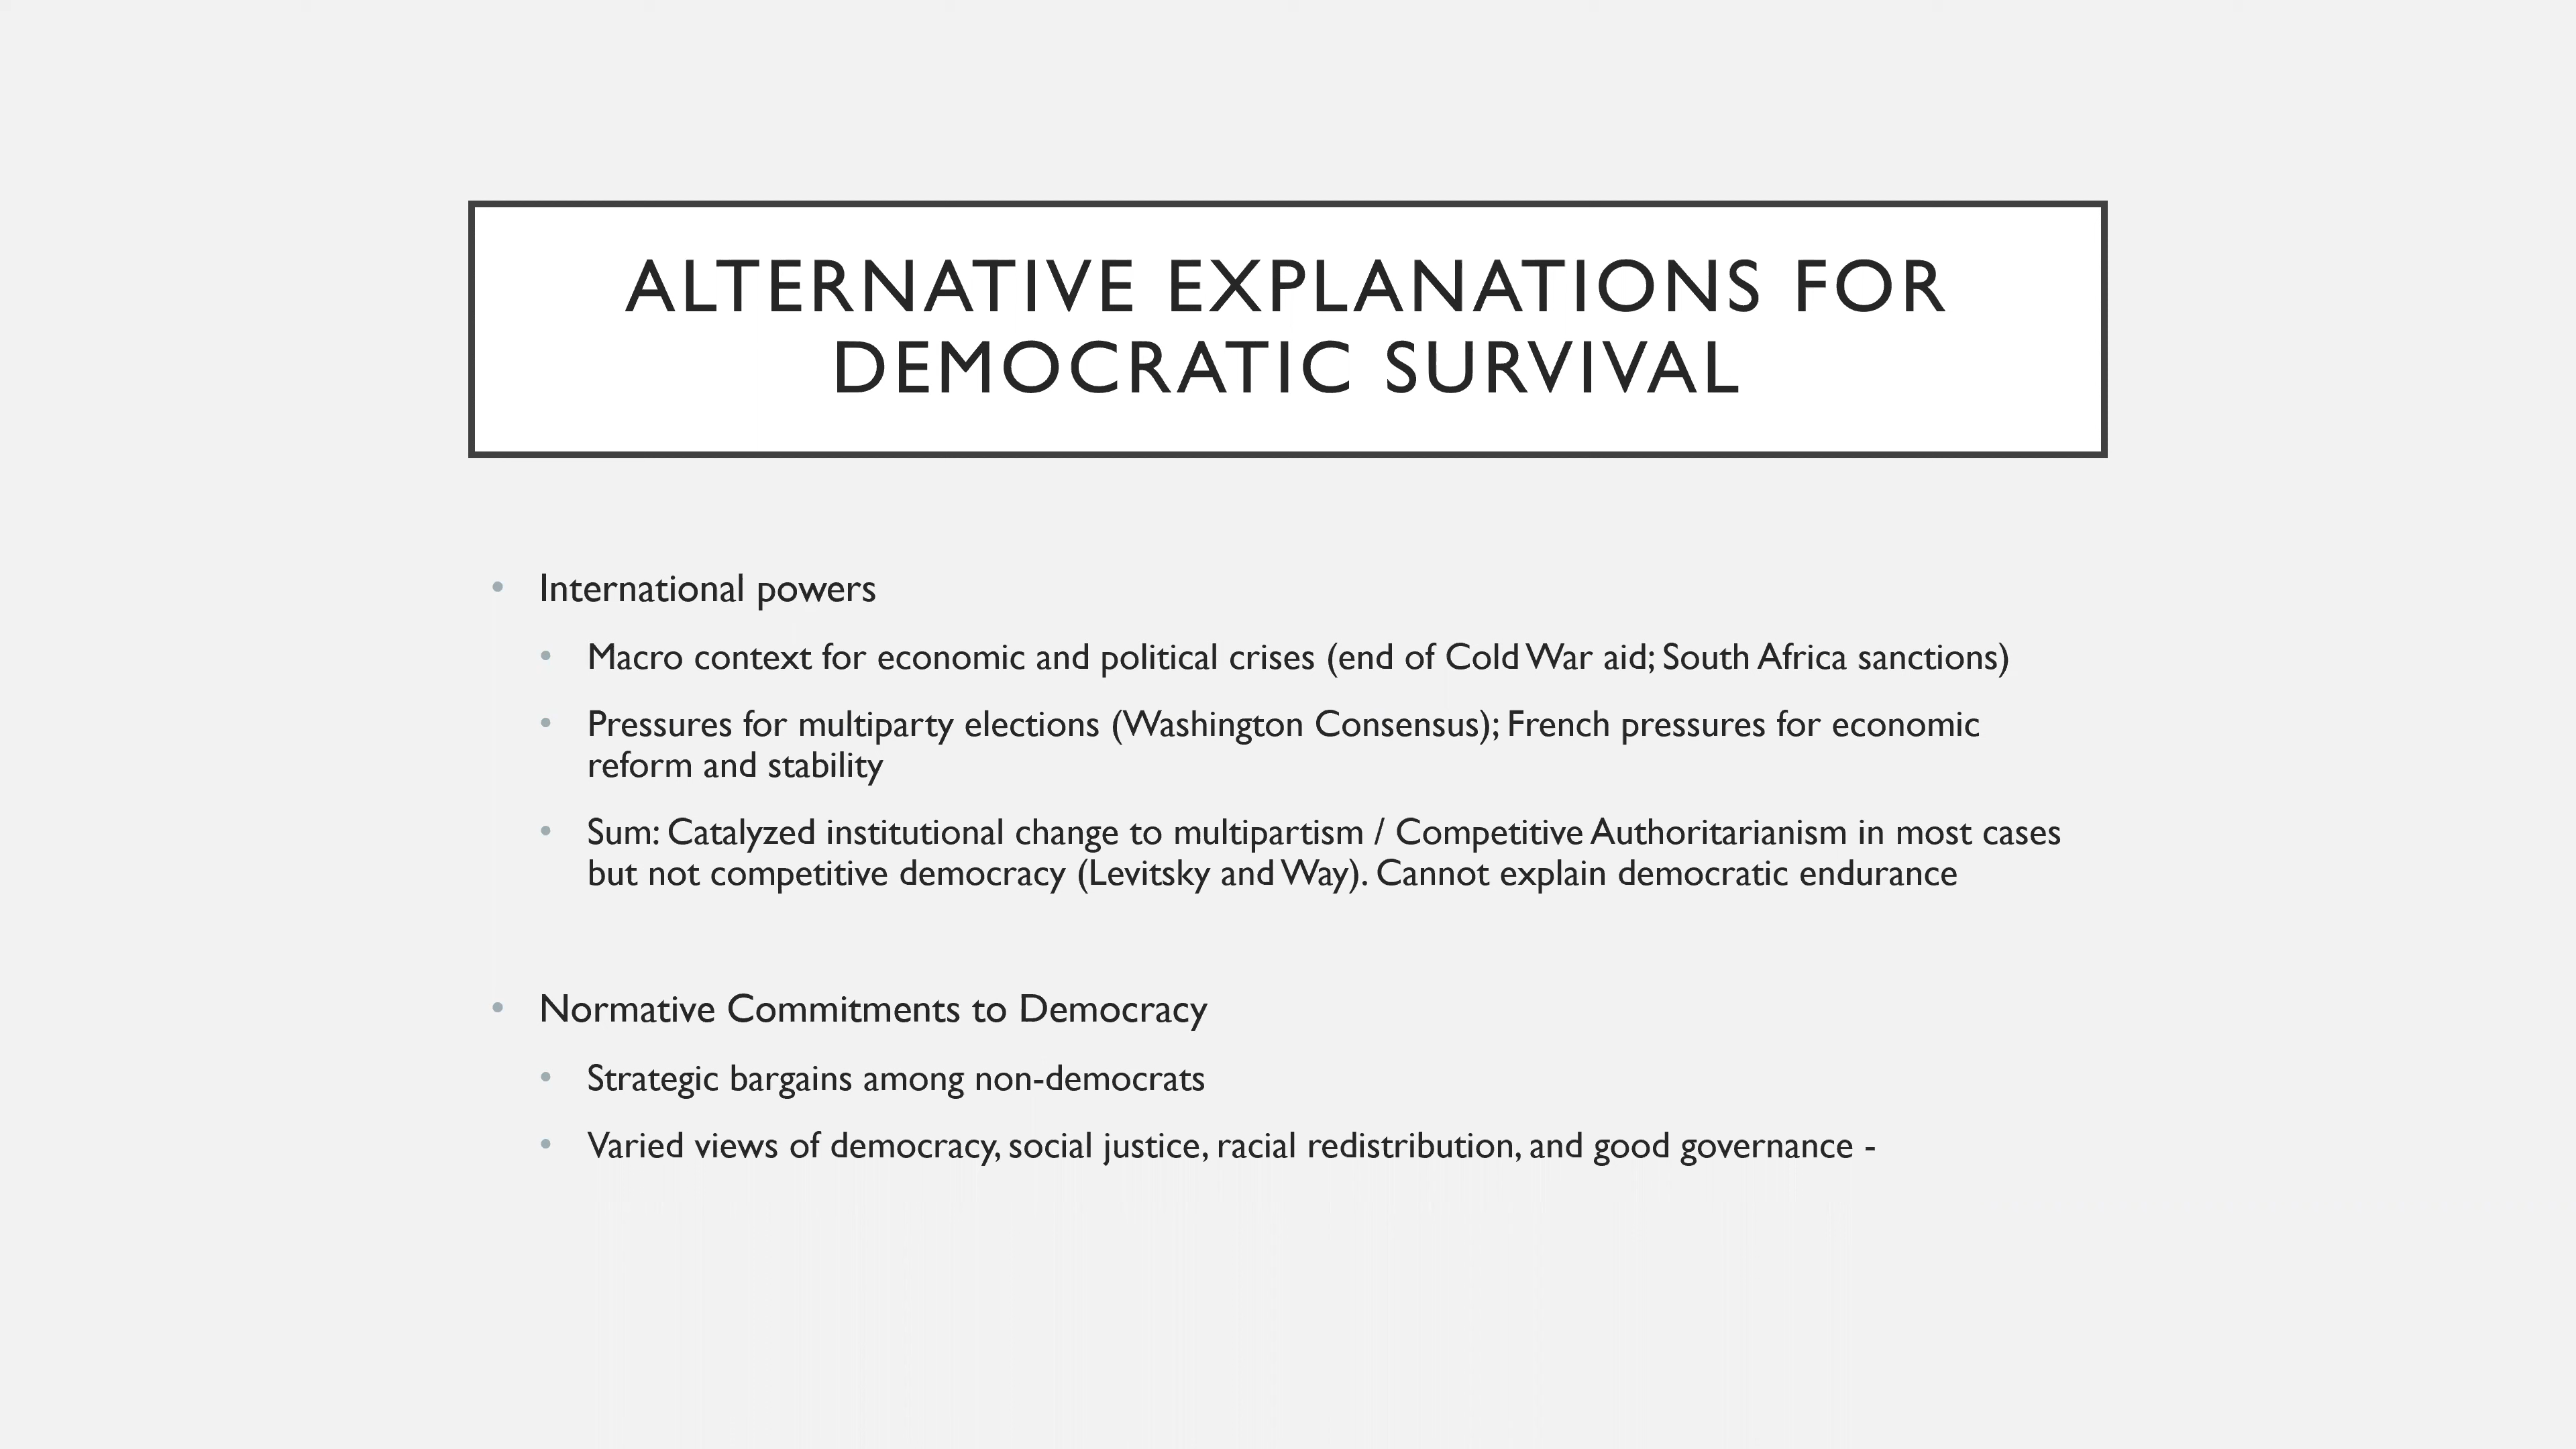 ALTERNATIVE EXPLANATIONS FOR
DEMOCRATIC SURVIVAL
• International powers
• Macro context for economic and political crises (end of Cold War aid; South Africa sanctions)
• Pressures for multiparty elections (Washington Consensus); French pressures for economic
reform and stability
• Sum: Catalyzed institutional change to multipartism / Competitive Authoritarianism in most cases
but not competitive democracy (Levitsky and Way). Cannot explain democratic endurance
• Normative Commitments to Democracy
• Strategic bargains among non-democrats
• Varied views of democracy, social justice, racial redistribution, and good governance -